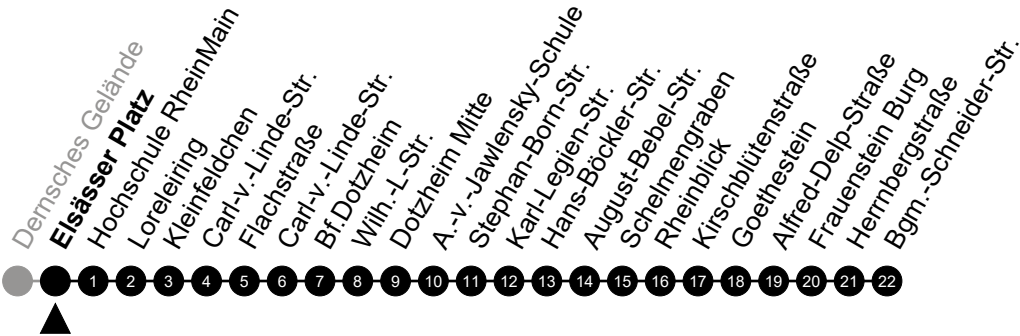 Dernsches Gelände
Elsässer Platz
Hochschule RheinMain
Loreleiring
Kleinfeldchen
Carl-v.-Linde-Str.
Flachstraße
Carl-v.-Linde-Str.
Bf.Dotzheim
Wilh.-L-Str.
Dotzheim Mitte
A.-v.-Jawlensky-Schule
Stephan-Born-Str.
Karl-Legien-Str.
Hans-Böckler-Str.
August-Bebel-Str.
Schelmengraben
Rheinblick
Kirschblütenstraße
Goethestein
Alfred-Delp-Straße
Frauenstein Burg
Herrnbergstraße
Bgm.-Schneider-Str.
1 2 3 4 5 6 7 8 9 10 11 12 13 14 15 16 17 18 19 20 21 22